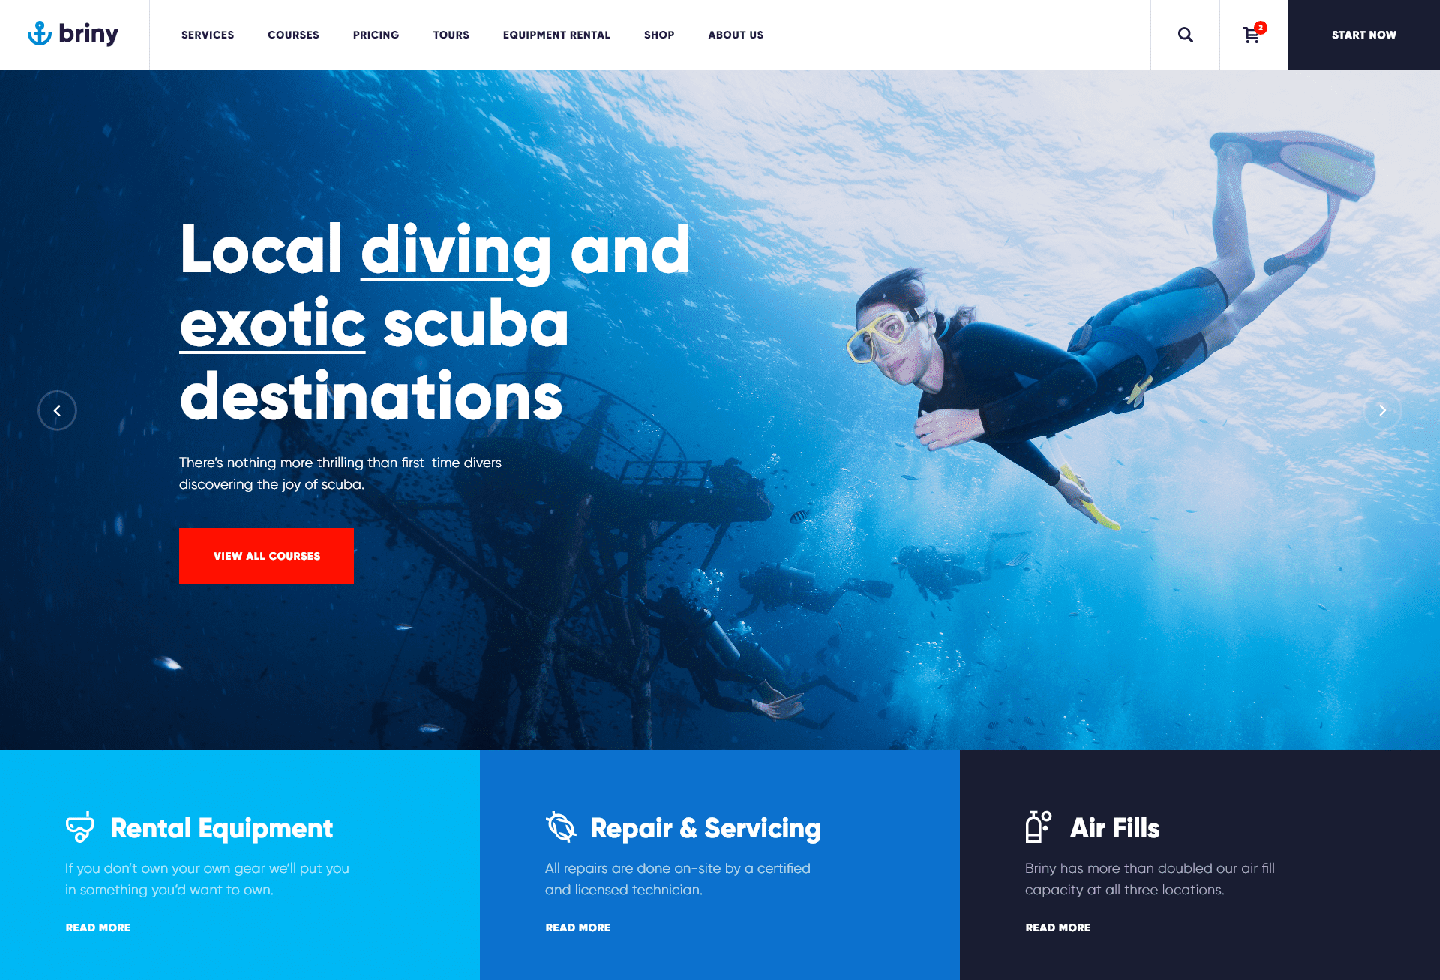 briny
SERVICES COURSES PRICING TOURS EQUIPMENT RENTAL SHOP ABOUT US
2
START NOW
Local diving and
exotic scuba
destinations
There's nothing more thrilling than first time divers
discovering the joy of scuba.
VIEW ALL COURSES
Rental Equipment
If you don't own your own gear we'll put you
in something you'd want to own.
READ MORE
Repair & Servicing
All repairs are done on-site by a certified
and licensed technician.
READ MORE
Air Fills
Briny has more than doubled our air fill
capacity at all three locations.
READ MORE